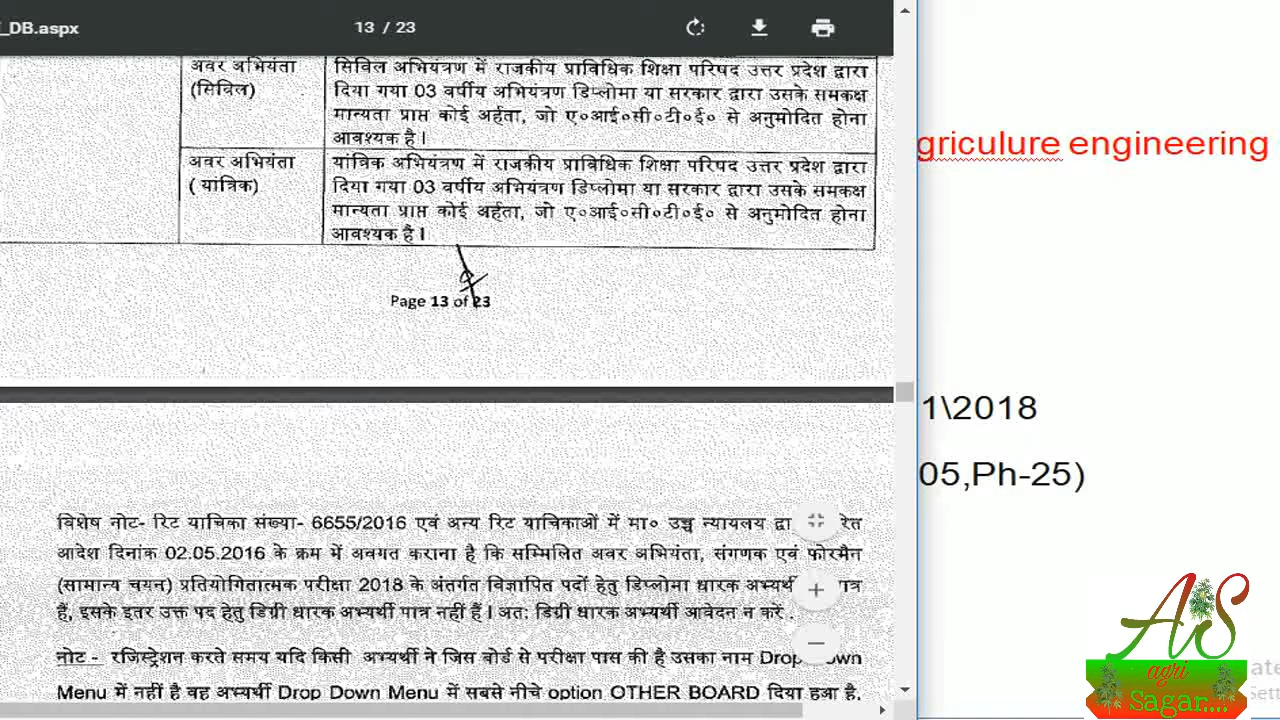 _DB.aspx
13 / 23
अवर अभियंता
(सिविल)
सिविल अभियंत्रण में राजकीय प्राविधिक शिक्षा परिषद उत्तर प्रदेश द्वारा
दिया गया 03 वर्षीय अभियंत्रण डिप्लोमा या सरकार द्वारा उसके समकक्ष
मान्यता प्राप्त कोई अर्हता, जो ए०आई०सी०टी०ई० से अनुमोदित होना
आवश्यक है।
अवर अभियंता
( यात्रिक)
यांत्रिक अभियंत्रण में राजकीय प्राविधिक शिक्षा परिषद उत्तर प्रदेश द्वारा
दिया गया 03 वर्षीय अभियंत्रण डिप्लोमा या सरकार द्वारा उसके समकक्ष
मान्यता प्राप्त कोई अर्हता, जो ए०आई०सी०टी०ई० से अनुमोदित होना
आवश्यक है।
Page 13 of 23
griculure engineering
1\2018
05,Ph-25)
विशेष नोट- रिट याचिका संख्या- 6655/2016 एवं अन्य रिट याचिकाओं में मा० उच्च न्यायलय द्वा रेत
आदेश दिनांक 02.05.2016 के क्रम में अवगत कराना है कि सम्मिलित अवर अभियंता, संगणक एवं फोरमैन
(सामान्य चयन) प्रतियोगितात्मक परीक्षा 2018 के अंतर्गत विज्ञापित पदों हेतु डिप्लोमा धारक अभ्यर्थी पात्र
हैं, इसके इतर उक्त पद हेतु डिग्री धारक अभ्यर्थी पात्र नहीं हैं। अत: डिग्री धारक अभ्यर्थी आवेदन न करें .
नोट - रजिस्ट्रेशन करते समय यदि किसी अभ्यर्थी ने जिस बोर्ड से परीक्षा पास की है उसका नाम Drop Down
Menu में नहीं है वह अभ्यर्थी Drop Down Menu में सबसे नीचे option OTHER BOARD दिया हुआ है,
AS
agri
Sagar....